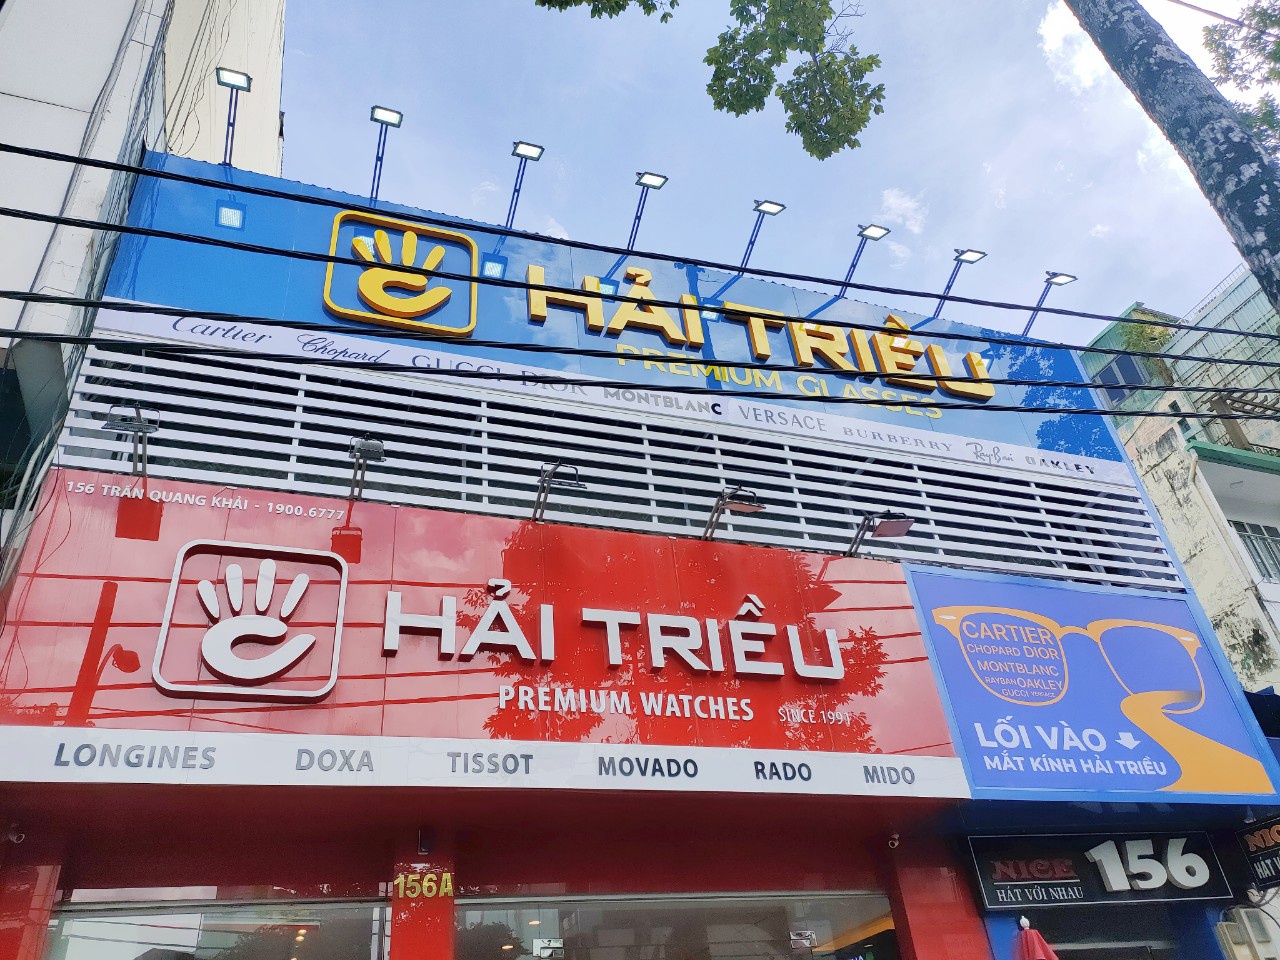 HẢI TRIỀU
PREMIUM GLASSES
Cartier Chopard GUCCI DIOR MONTBLANC VERSACE BURBERRY Ray-Ban OAKLEY
156 TRẦN QUANG KHẢI - 1900.6777
HẢI TRIỀU
PREMIUM WATCHES SINCE 1991
LONGINES DOXA TISSOT MOVADO RADO MIDO
CARTIER
CHOPARD DIOR
MONTBLANC
RAYBAN OAKLEY
GUCCI VERSACE
LỐI VÀO
MẮT KÍNH HẢI TRIỀU
156A
NICE
HÁT VỚI NHAU
156
NICE
HÁT